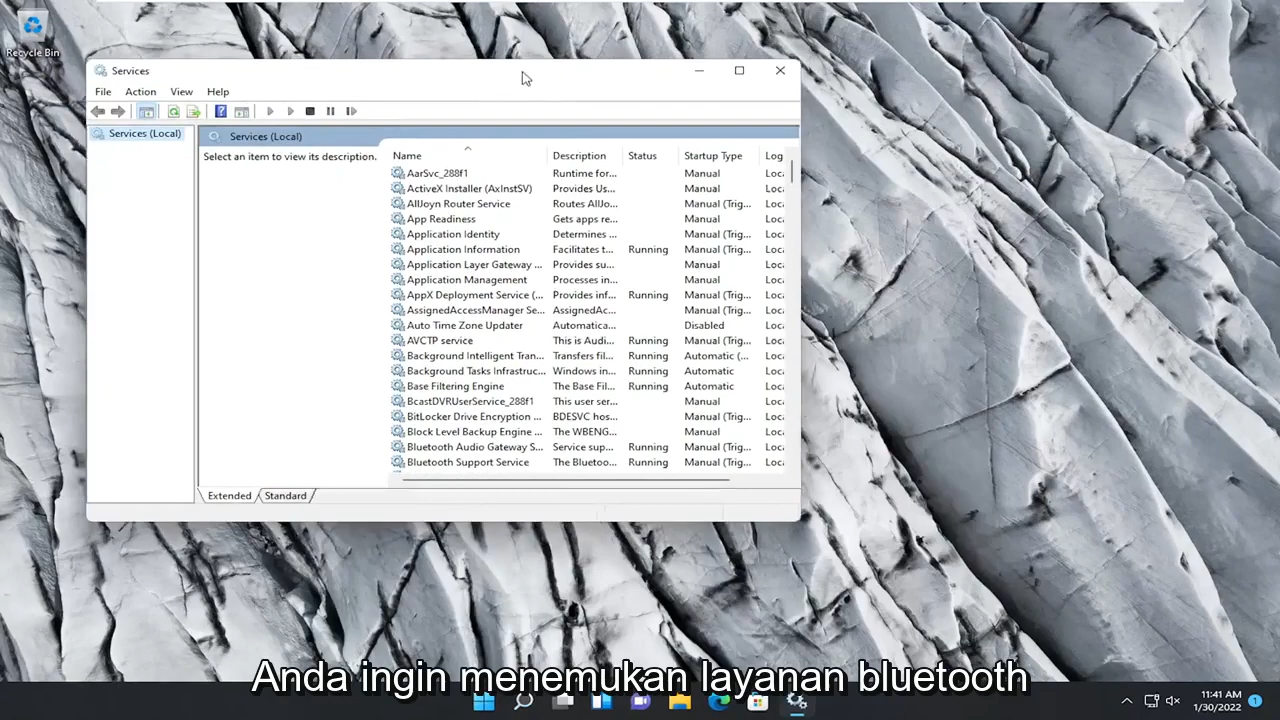 Recycle Bin
Services
File Action View Help
Services (Local)
Services (Local)
Select an item to view its description.
Name Description Status Startup Type Log
AarSvc_288f1 Runtime for... Manual Loca
ActiveX Installer (AxInstSV) Provides Us... Manual Loca
AllJoyn Router Service Routes AllJo... Manual (Trig... Loca
App Readiness Gets apps re... Manual Loca
Application Identity Determines ... Manual (Trig... Loca
Application Information Facilitates t... Running Manual (Trig... Loca
Application Layer Gateway ... Provides su... Manual Loca
Application Management Processes in... Manual Loca
AppX Deployment Service (... Provides inf... Running Manual (Trig... Loca
AssignedAccessManager Se... AssignedAc... Manual (Trig... Loca
Auto Time Zone Updater Automatica... Disabled Loca
AVCTP service This is Audi... Running Manual (Trig... Loca
Background Intelligent Tran... Transfers fil... Running Automatic (... Loca
Background Tasks Infrastruc... Windows in... Running Automatic Loca
Base Filtering Engine The Base Fil... Running Automatic Loca
BcastDVRUserService_288f1 This user ser... Manual Loca
BitLocker Drive Encryption ... BDESVC hos... Manual (Trig... Loca
Block Level Backup Engine ... The WBENG... Manual Loca
Bluetooth Audio Gateway S... Service sup... Running Manual (Trig... Loca
Bluetooth Support Service The Bluetoo... Running Manual (Trig... Loca
Extended Standard
Anda ingin menemukan layanan bluetooth
11:41 AM
1/30/2022
1